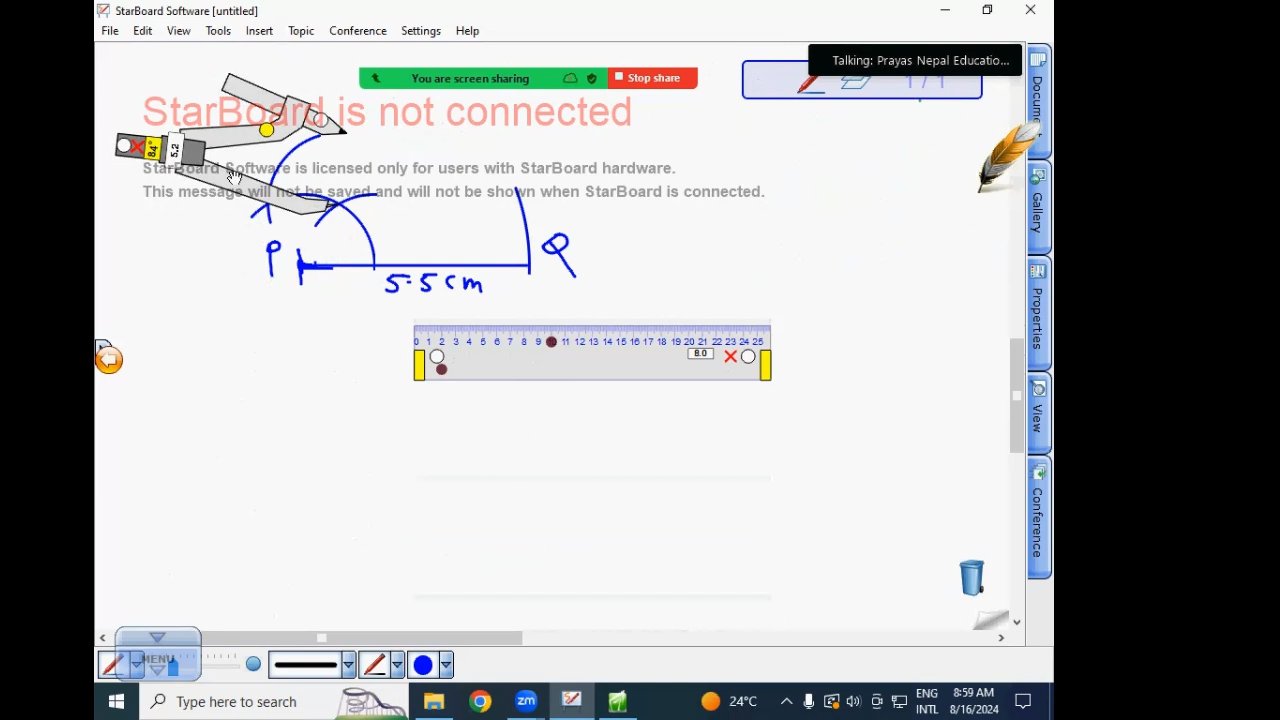 StarBoard Software [untitled]
File Edit View Tools Insert Topic Conference Settings Help
Talking: Prayas Nepal Educatio...
You are screen sharing Stop share
1 / 1
StarBoard is not connected
StarBoard Software is licensed only for users with StarBoard hardware.
This message will not be saved and will not be shown when StarBoard is connected.
84°
5.2
P
Q
5.5 cm
0 1 2 3 4 5 6 7 8 9 10 11 12 13 14 15 16 17 18 19 20 21 22 23 24 25
8.0
Document
Gallery
Properties
View
Conference
MENU
Type here to search
zm
24°C
ENG
INTL
8:59 AM
8/16/2024